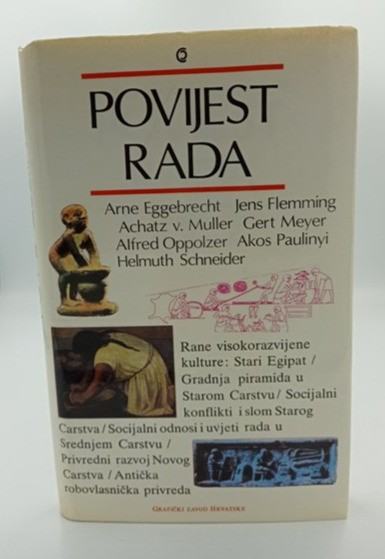 POVIJEST
RADA
Arne Eggebrecht Jens Flemming
Achatz v. Muller Gert Meyer
Alfred Oppolzer Akos Paulinyi
Helmuth Schneider
Rane visokorazvijene
kulture: Stari Egipat /
Gradnja piramida u
Starom Carstvu / Socijalni
konflikti i slom Starog
Carstva / Socijalni odnosi i uvjeti rada u
Srednjem Carstvu /
Privredni razvoj Novog
Carstva / Antička
robovlasnička privreda
GRAFIČKI ZAVOD HRVATSKE